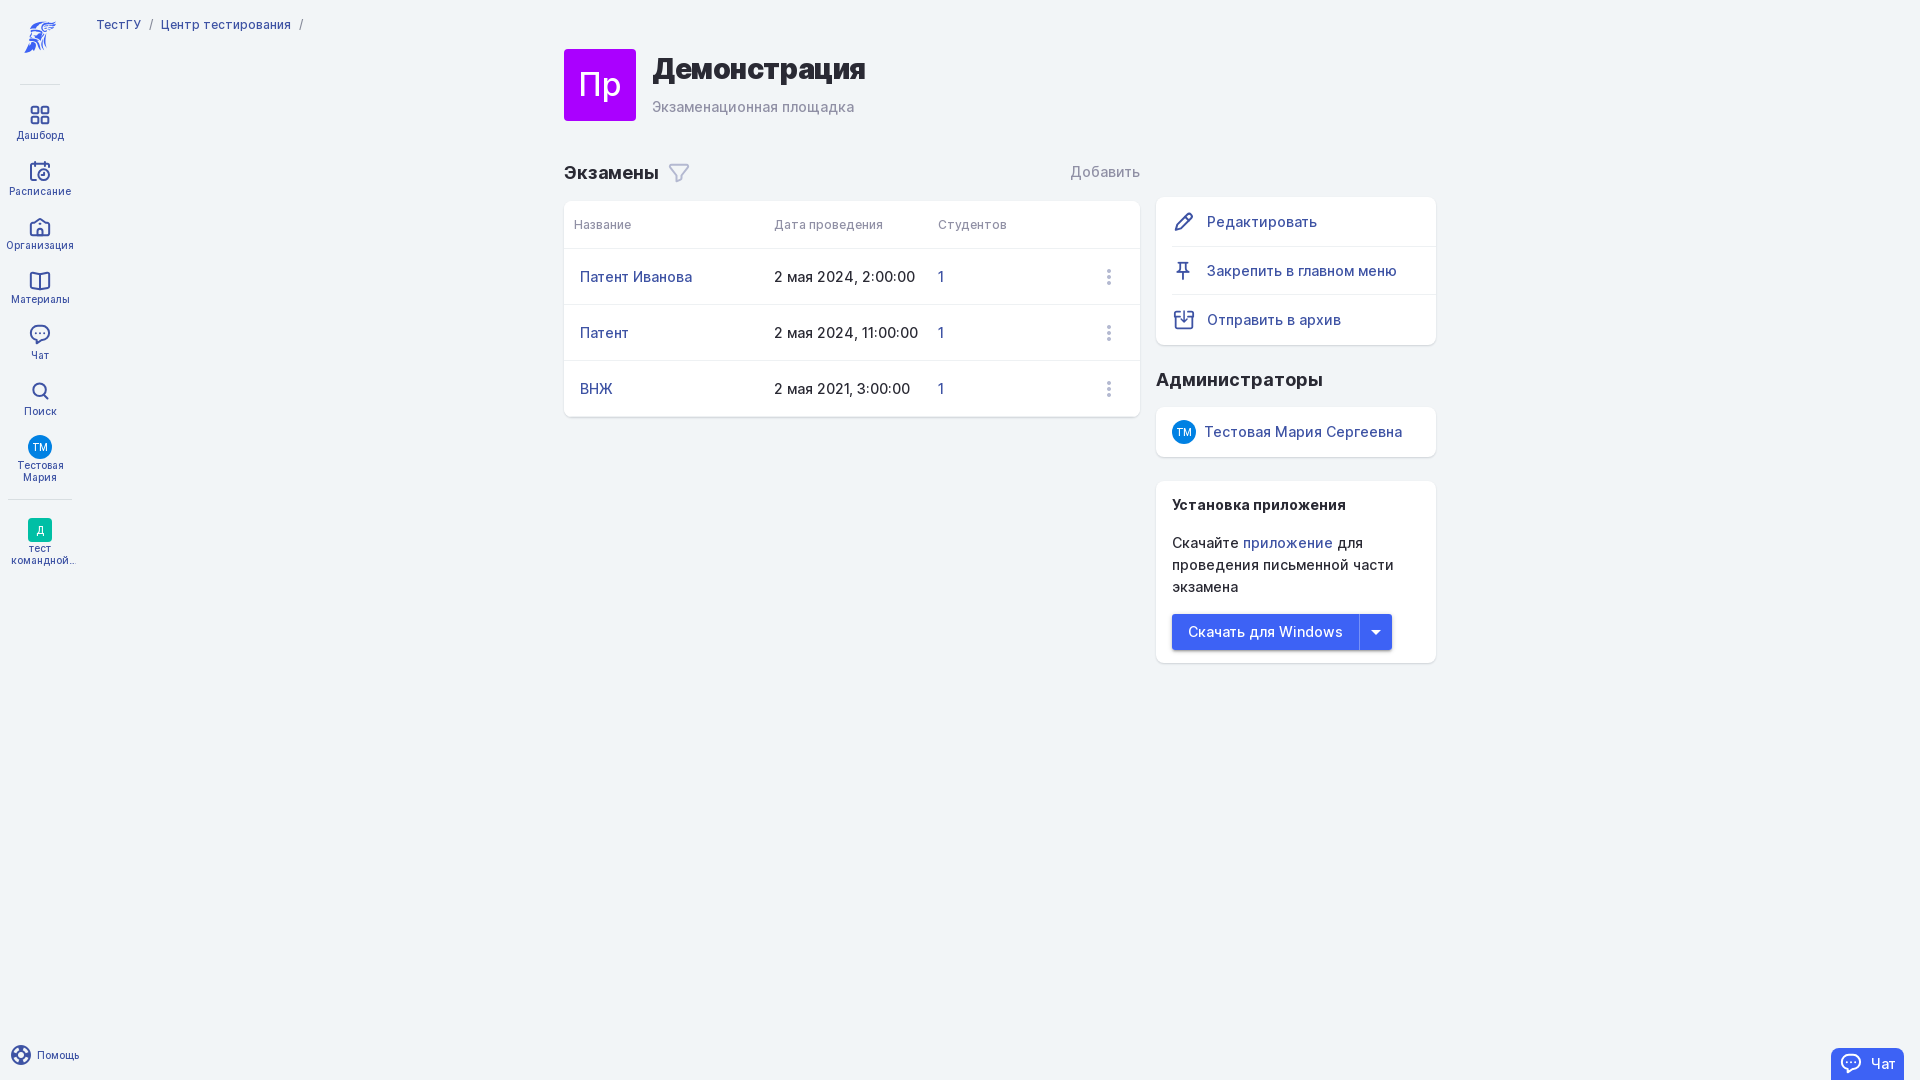 ТестГУ / Центр тестирования /
Дашборд
Расписание
Организация
Материалы
Чат
Поиск
ТМ
Тестовая
Мария
Д
тест
командной...
Помощь
Пр
Демонстрация
Экзаменационная площадка
Экзамены
Добавить
Название Дата проведения Студентов
Патент Иванова 2 мая 2024, 2:00:00 1
Патент 2 мая 2024, 11:00:00 1
ВНЖ 2 мая 2021, 3:00:00 1
Редактировать
Закрепить в главном меню
Отправить в архив
Администраторы
ТМ Тестовая Мария Сергеевна
Установка приложения
Скачайте приложение для
проведения письменной части
экзамена
Скачать для Windows
Чат